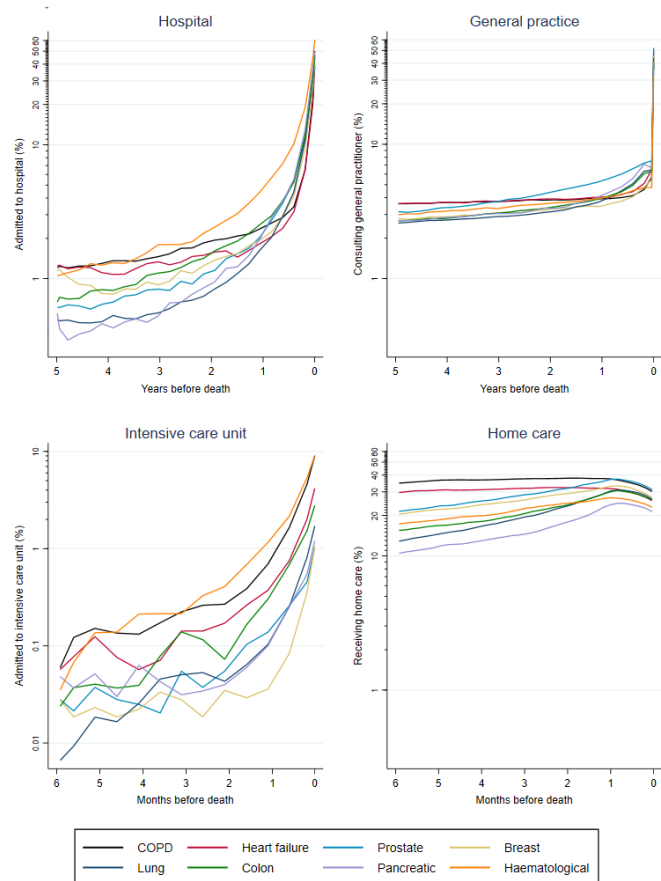 Hospital
General practice
Admitted to hospital (%)
60
50
40
30
20
10
1
5 4 3 2 1 0
Years before death
Consulting general practitioner (%)
60
50
40
30
20
10
1
5 4 3 2 1 0
Years before death
Intensive care unit
Home care
Admitted to intensive care unit (%)
10
1
0.1
0.01
6 5 4 3 2 1 0
Months before death
Receiving home care (%)
60
50
40
30
20
10
1
6 5 4 3 2 1 0
Months before death
COPD Heart failure Prostate Breast
Lung Colon Pancreatic Haematological